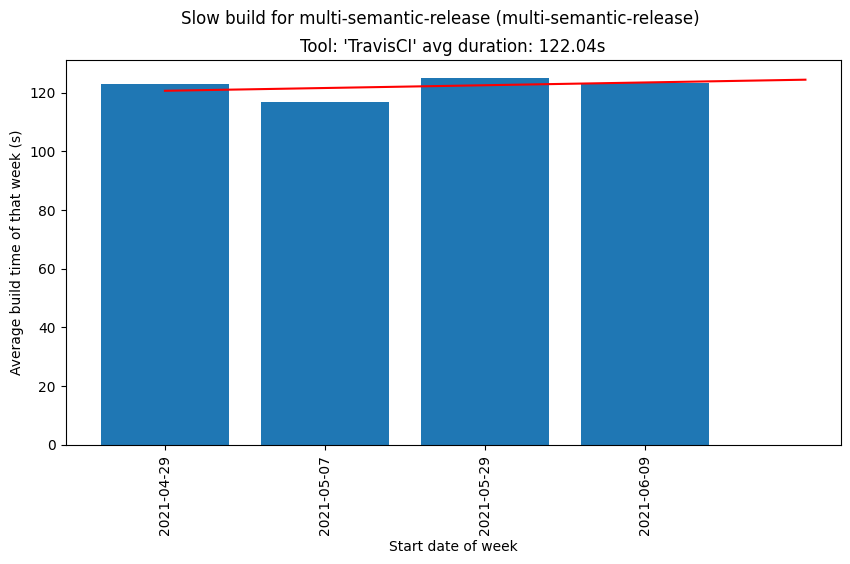 Slow build for multi-semantic-release (multi-semantic-release)
Tool: 'TravisCI' avg duration: 122.04s
Average build time of that week (s)
120
100
80
60
40
20
0
2021-04-29
2021-05-07
2021-05-29
2021-06-09
Start date of week